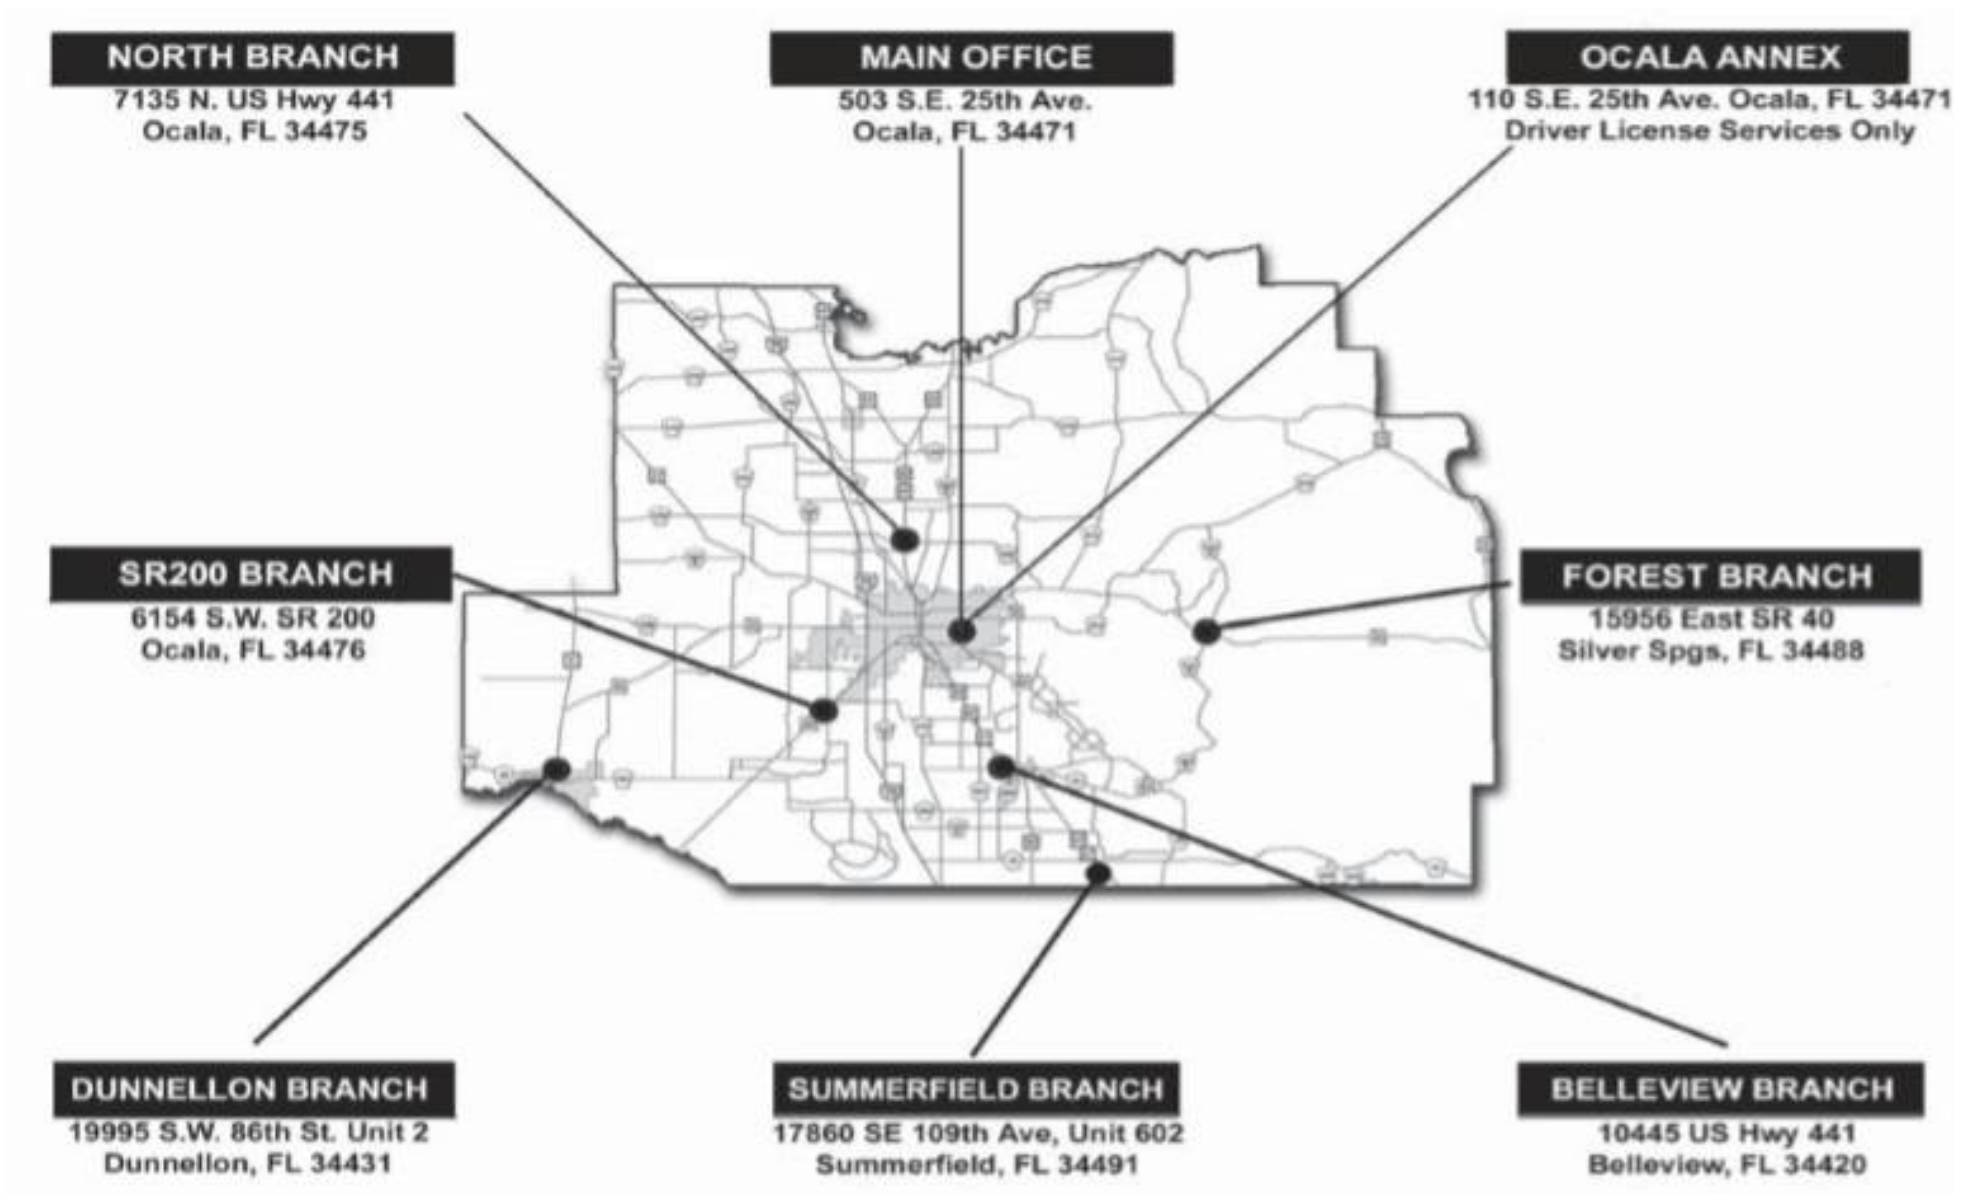 NORTH BRANCH
7135 N. US Hwy 441
Ocala, FL 34475
MAIN OFFICE
503 S.E. 25th Ave.
Ocala, FL 34471
OCALA ANNEX
110 S.E. 25th Ave. Ocala, FL 34471
Driver License Services Only
SR200 BRANCH
6154 S.W. SR 200
Ocala, FL 34476
FOREST BRANCH
15956 East SR 40
Silver Spgs, FL 34488
DUNNELLON BRANCH
19995 S.W. 86th St. Unit 2
Dunnellon, FL 34431
SUMMERFIELD BRANCH
17860 SE 109th Ave, Unit 602
Summerfield, FL 34491
BELLEVIEW BRANCH
10445 US Hwy 441
Belleview, FL 34420